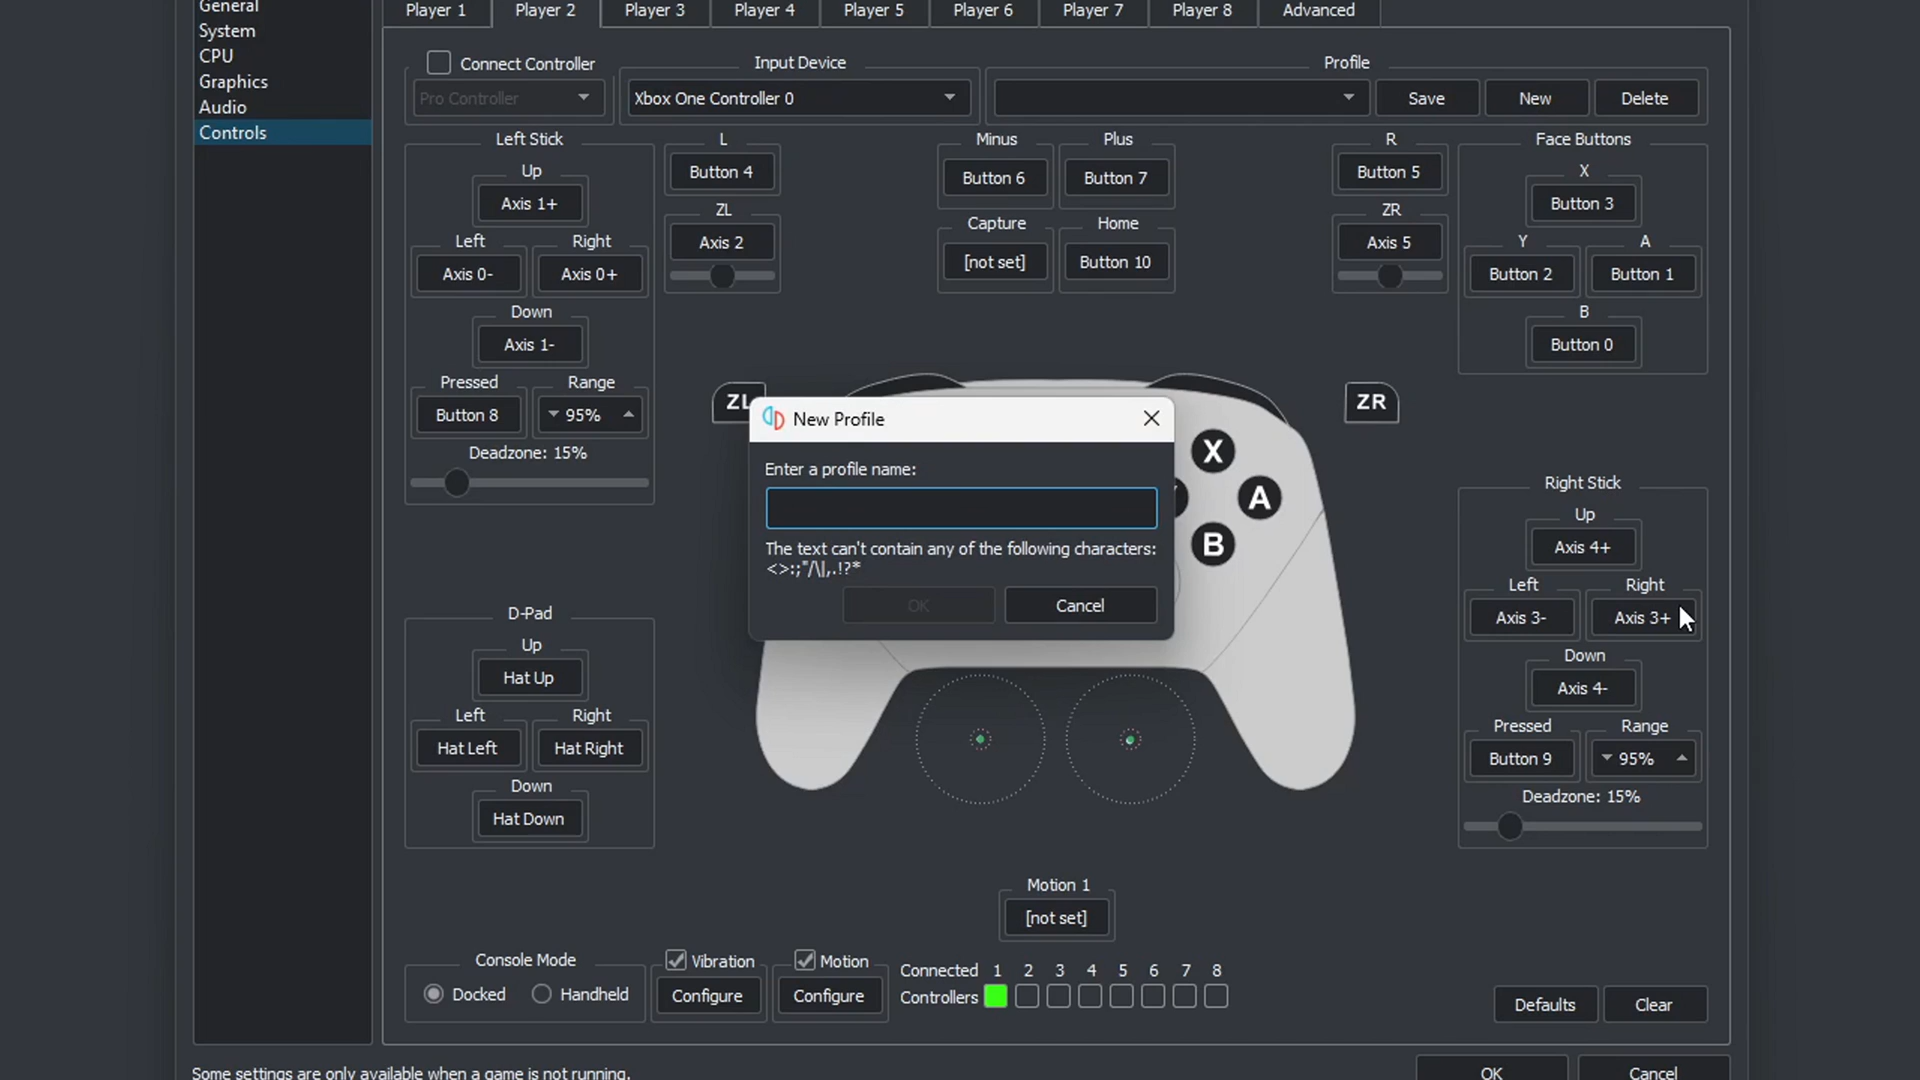 General
System
CPU
Graphics
Audio
Controls
Player 1 Player 2 Player 3 Player 4 Player 5 Player 6 Player 7 Player 8 Advanced
Connect Controller
Pro Controller
Input Device
Xbox One Controller 0
Profile
Save New Delete
Left Stick
Up
Axis 1+
Left Right
Axis 0- Axis 0+
Down
Axis 1-
Pressed Range
Button 8 95%
Deadzone: 15%
L
Button 4
ZL
Axis 2
Minus Plus
Button 6 Button 7
Capture Home
[not set] Button 10
R
Button 5
ZR
Axis 5
Face Buttons
X
Button 3
Y A
Button 2 Button 1
B
Button 0
ZL
ZR
X
A
B
New Profile
Enter a profile name:
The text can't contain any of the following characters:
<>:;"/\|,.!?*
OK Cancel
D-Pad
Up
Hat Up
Left Right
Hat Left Hat Right
Down
Hat Down
Right Stick
Up
Axis 4+
Left Right
Axis 3- Axis 3+
Down
Axis 4-
Pressed Range
Button 9 95%
Deadzone: 15%
Motion 1
[not set]
Console Mode
Docked Handheld
Vibration
Configure
Motion
Configure
Connected 1 2 3 4 5 6 7 8
Controllers
Defaults Clear
Some settings are only available when a game is not running.
OK Cancel